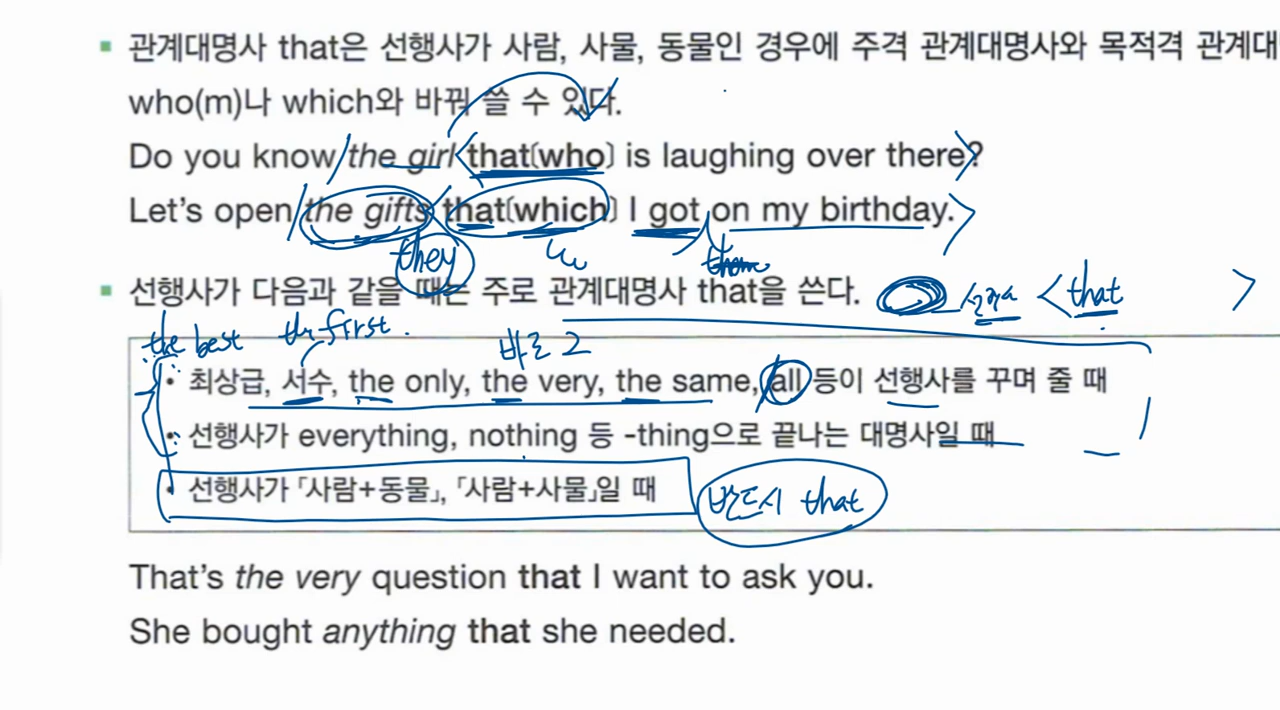 관계대명사 that은 선행사가 사람, 사물, 동물인 경우에 주격 관계대명사와 목적격 관계대
who(m)나 which와 바꿔 쓸 수 있다.
Do you know the girl that(who) is laughing over there?
Let's open the gifts that(which) I got on my birthday.
they
them
선행사가 다음과 같을 때는 주로 관계대명사 that을 쓴다. 선행사 <that >
the best the first. 바로 그
• 최상급, 서수, the only, the very, the same, all 등이 선행사를 꾸며 줄 때
• 선행사가 everything, nothing 등 -thing으로 끝나는 대명사일 때
• 선행사가 「사람+동물」, 「사람+사물」일 때 반드시 that
That's the very question that I want to ask you.
She bought anything that she needed.